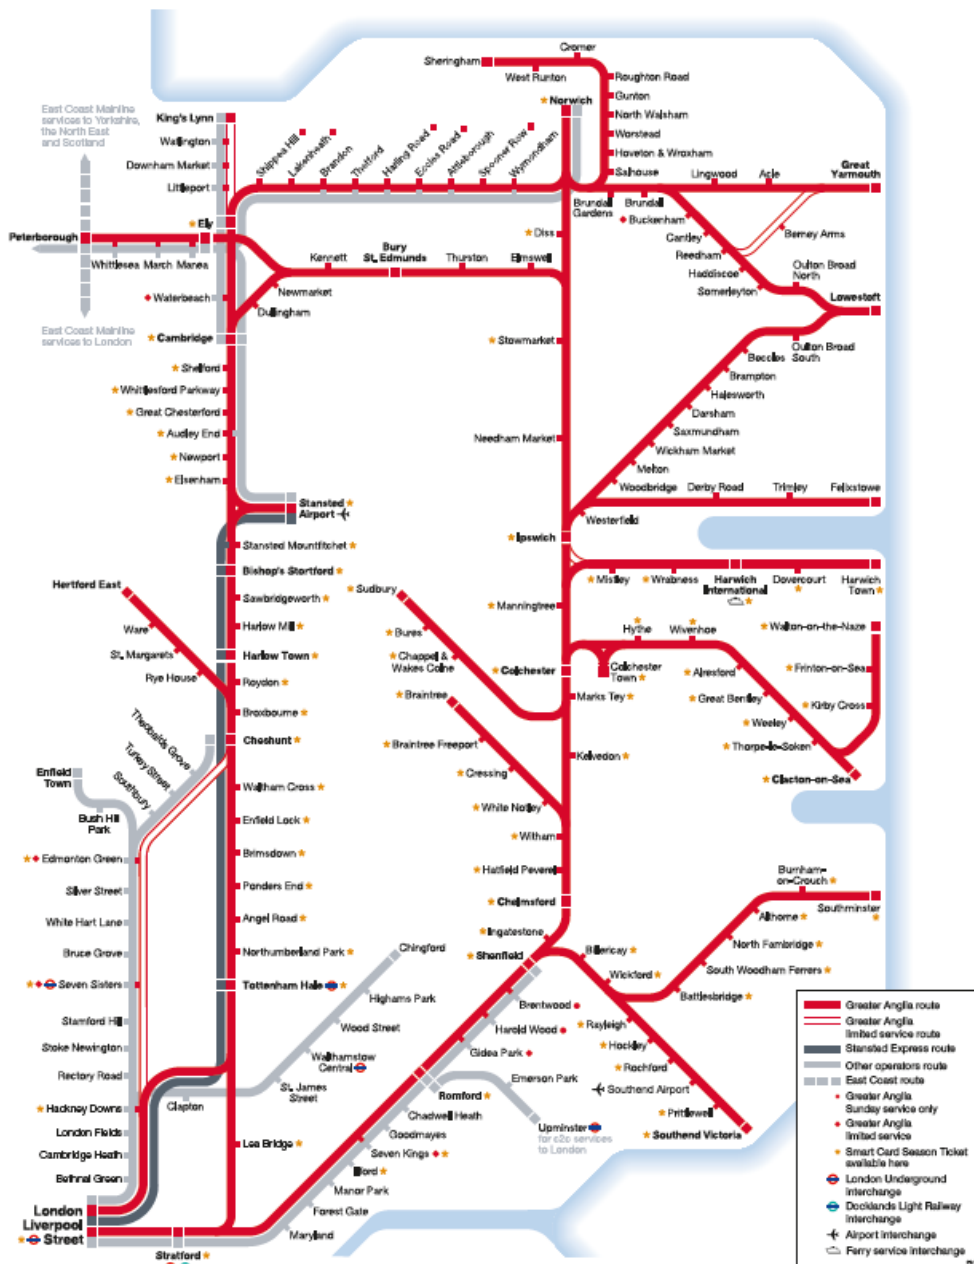 Cromer
Sheringham
West Runton
Roughton Road
Gunton
North Walsham
Worstead
Hoveton & Wroxham
Salhouse
Norwich
East Coast Mainline
services to Yorkshire,
the North East
and Scotland
King's Lynn
Watlington
Downham Market
Littleport
Ely
Shippea Hill
Lakenheath
Brandon
Thetford
Harling Road
Eccles Road
Attleborough
Spooner Row
Wymondham
Lingwood
Acle
Great
Yarmouth
Brundall
Gardens
Brundall
Buckenham
Cantley
Reedham
Haddiscoe
Somerleyton
Berney Arms
Oulton Broad
North
Lowestoft
Oulton Broad
South
Peterborough
Whittlesea
March
Manea
Diss
Bury
St. Edmunds
Kennett
Thurston
Elmswell
Newmarket
Dullingham
Waterbeach
East Coast Mainline
services to London
Cambridge
Stowmarket
Beccles
Brampton
Halesworth
Darsham
Saxmundham
Wickham Market
Melton
Woodbridge
Shelford
Whittlesford Parkway
Great Chesterford
Audley End
Newport
Elsenham
Needham Market
Derby Road
Trimley
Felixstowe
Westerfield
Stansted
Airport
Ipswich
Stansted Mountfitchet
Bishop's Stortford
Sawbridgeworth
Harlow Mill
Harlow Town
Roydon
Broxbourne
Cheshunt
Hertford East
Ware
St. Margarets
Rye House
Mistley
Wrabness
Harwich
International
Dovercourt
Harwich
Town
Manningtree
Sudbury
Bures
Chappel &
Wakes Colne
Colchester
Colchester
Town
Hythe
Wivenhoe
Walton-on-the-Naze
Alresford
Great Bentley
Weeley
Thorpe-le-Soken
Frinton-on-Sea
Kirby Cross
Clacton-on-Sea
Marks Tey
Braintree
Braintree Freeport
Cressing
White Notley
Kelvedon
Witham
Hatfield Peverel
Chelmsford
Ingatestone
Shenfield
Theobalds Grove
Turkey Street
Southbury
Enfield
Town
Bush Hill
Park
Edmonton Green
Silver Street
White Hart Lane
Bruce Grove
Seven Sisters
Stamford Hill
Stoke Newington
Rectory Road
Hackney Downs
London Fields
Cambridge Heath
Bethnal Green
London
Liverpool
Street
Waltham Cross
Enfield Lock
Brimsdown
Ponders End
Angel Road
Northumberland Park
Tottenham Hale
Lea Bridge
Stratford
Chingford
Highams Park
Wood Street
Walthamstow
Central
St. James
Street
Clapton
Burnham-
on-Crouch
Southminster
Althorne
North Fambridge
South Woodham Ferrers
Battlesbridge
Billericay
Wickford
Rayleigh
Hockley
Rochford
Southend Airport
Prittlewell
Southend Victoria
Brentwood
Harold Wood
Gidea Park
Romford
Emerson Park
Upminster
for c2c services
to London
Chadwell Heath
Goodmayes
Seven Kings
Ilford
Manor Park
Forest Gate
Maryland
Greater Anglia route
Greater Anglia
limited service route
Stansted Express route
Other operators route
East Coast route
Greater Anglia
Sunday service only
Greater Anglia
limited service
Smart Card Season Ticket
available here
London Underground
Interchange
Docklands Light Railway
Interchange
Airport Interchange
Ferry service Interchange